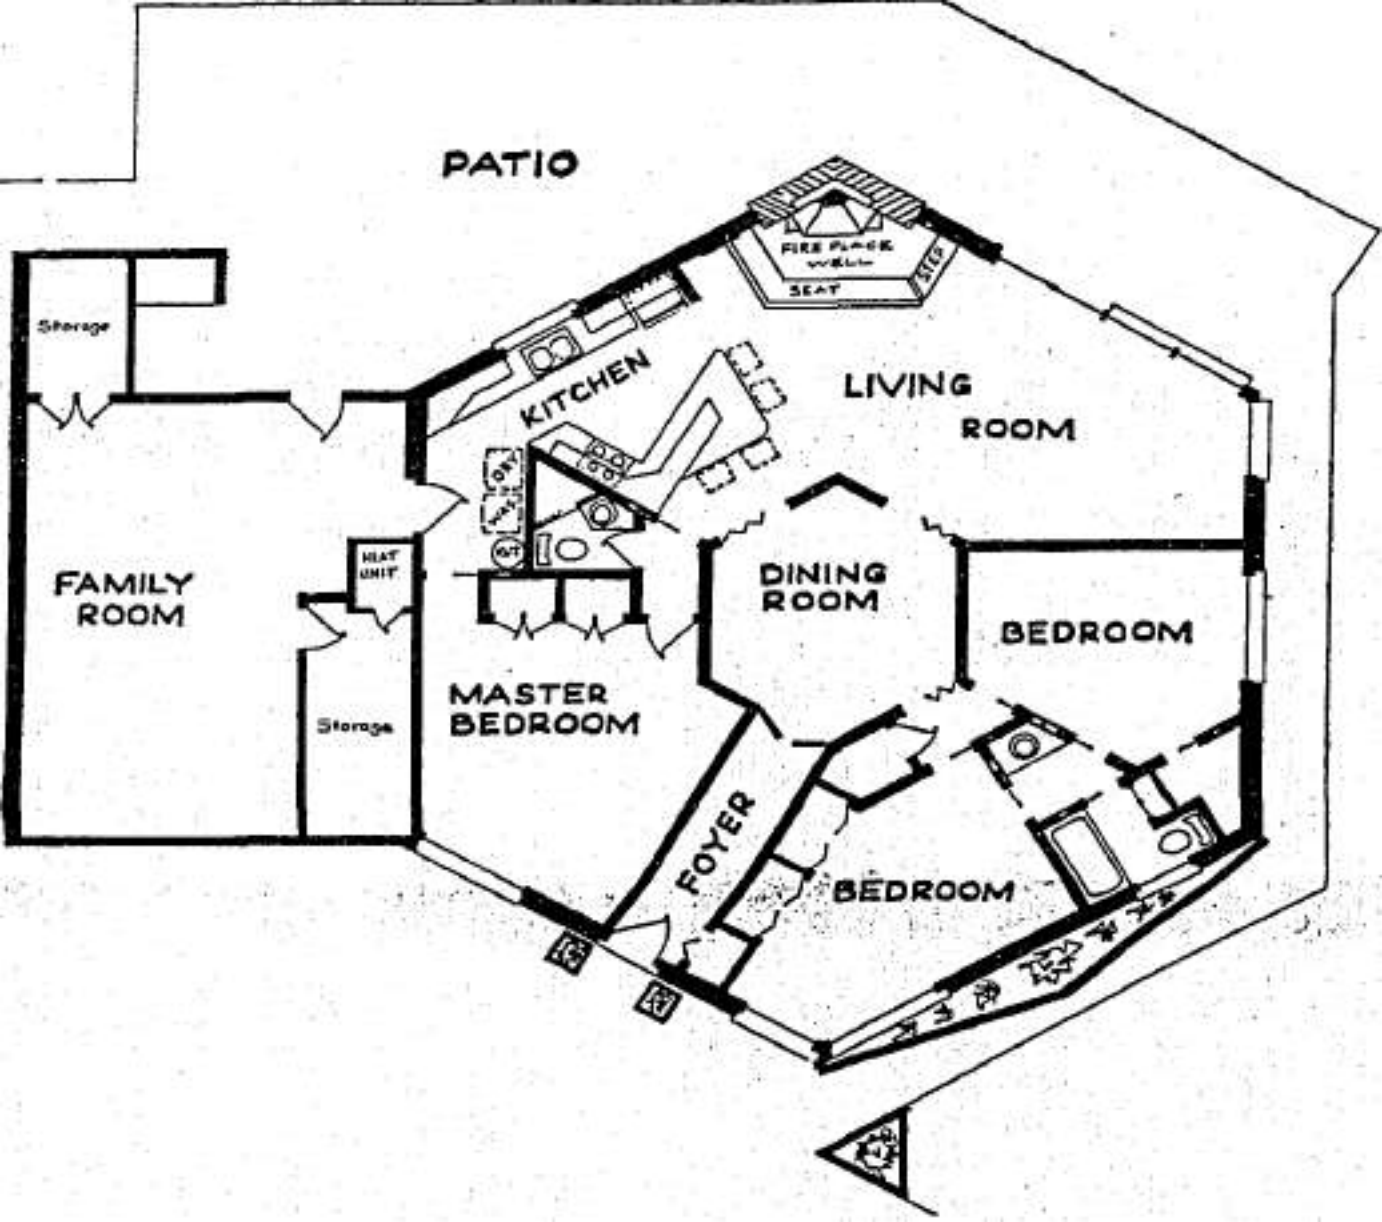 PATIO
FIRE PLACE
WELL
STEP
SEAT
Storage
KITCHEN
LIVING
ROOM
DRY
WAS
H/T
HEAT
UNIT
FAMILY
ROOM
DINING
ROOM
BEDROOM
MASTER
BEDROOM
Storage
FOYER
BEDROOM